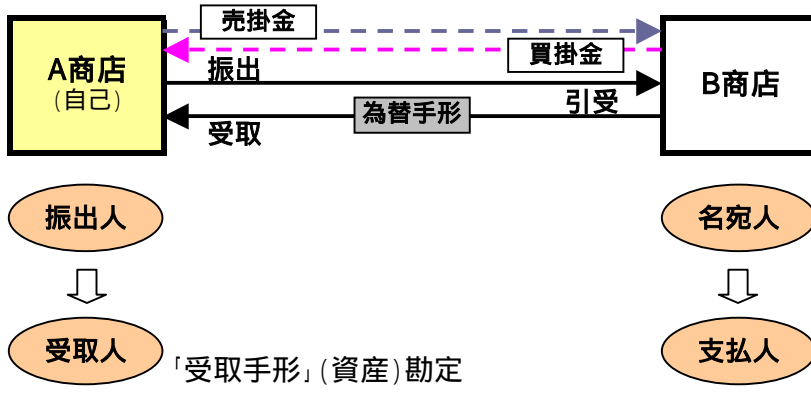 売掛金
買掛金
A商店
(自己)
振出
B商店
引受
為替手形
受取
振出人
名宛人
受取人
支払人
「受取手形」(資産)勘定